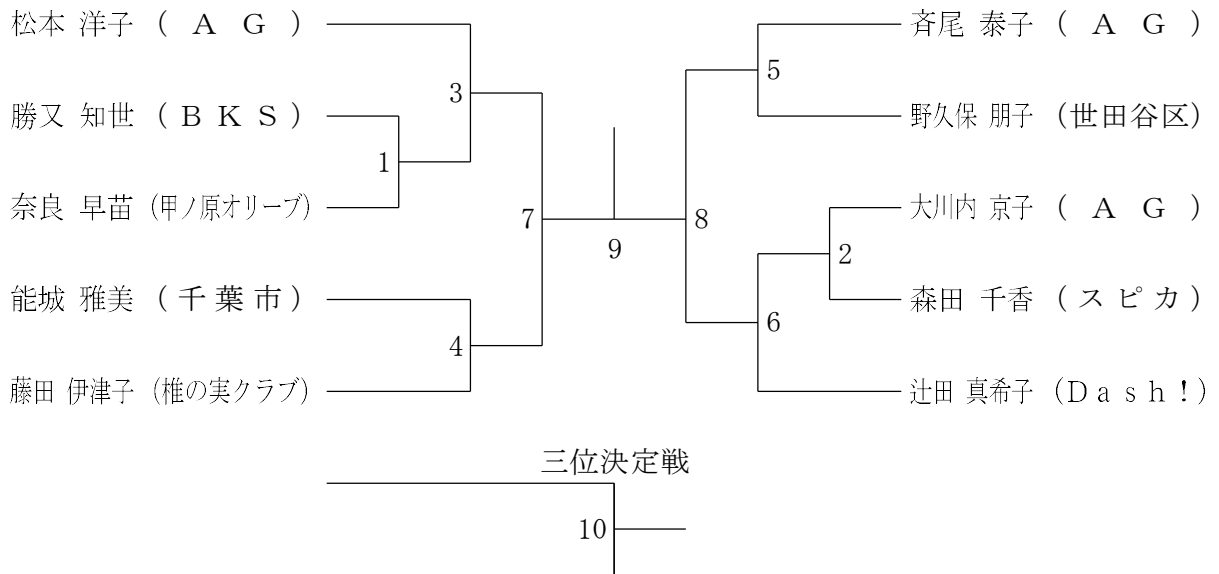 松本 洋子 (ＡＧ)
斉尾 泰子 (ＡＧ)
5
3
勝又 知世 (ＢＫＳ)
野久保 朋子 (世田谷区)
1
奈良 早苗 (甲ノ原オリーブ)
大川内 京子 (ＡＧ)
7
8
9
2
能城 雅美 (千葉市)
森田 千香 (スピカ)
4
6
藤田 伊津子 (椎の実クラブ)
辻田 真希子 (Ｄａｓｈ！)
三位決定戦
10